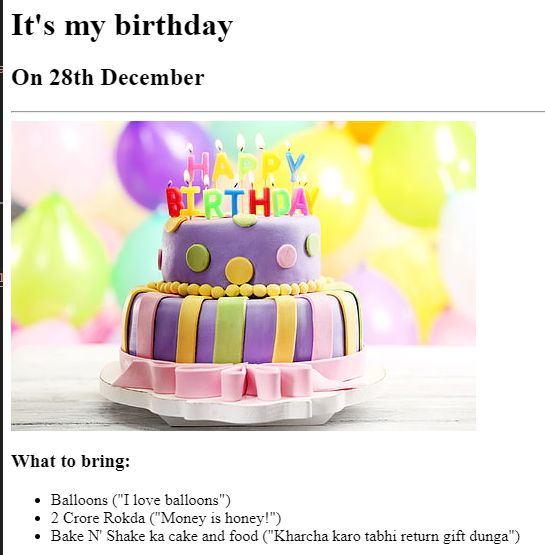 It's my birthday
On 28th December
HAPPY
BIRTHDAY
What to bring:
Balloons ("I love balloons")
2 Crore Rokda ("Money is honey!")
Bake N' Shake ka cake and food ("Kharcha karo tabhi return gift dunga")